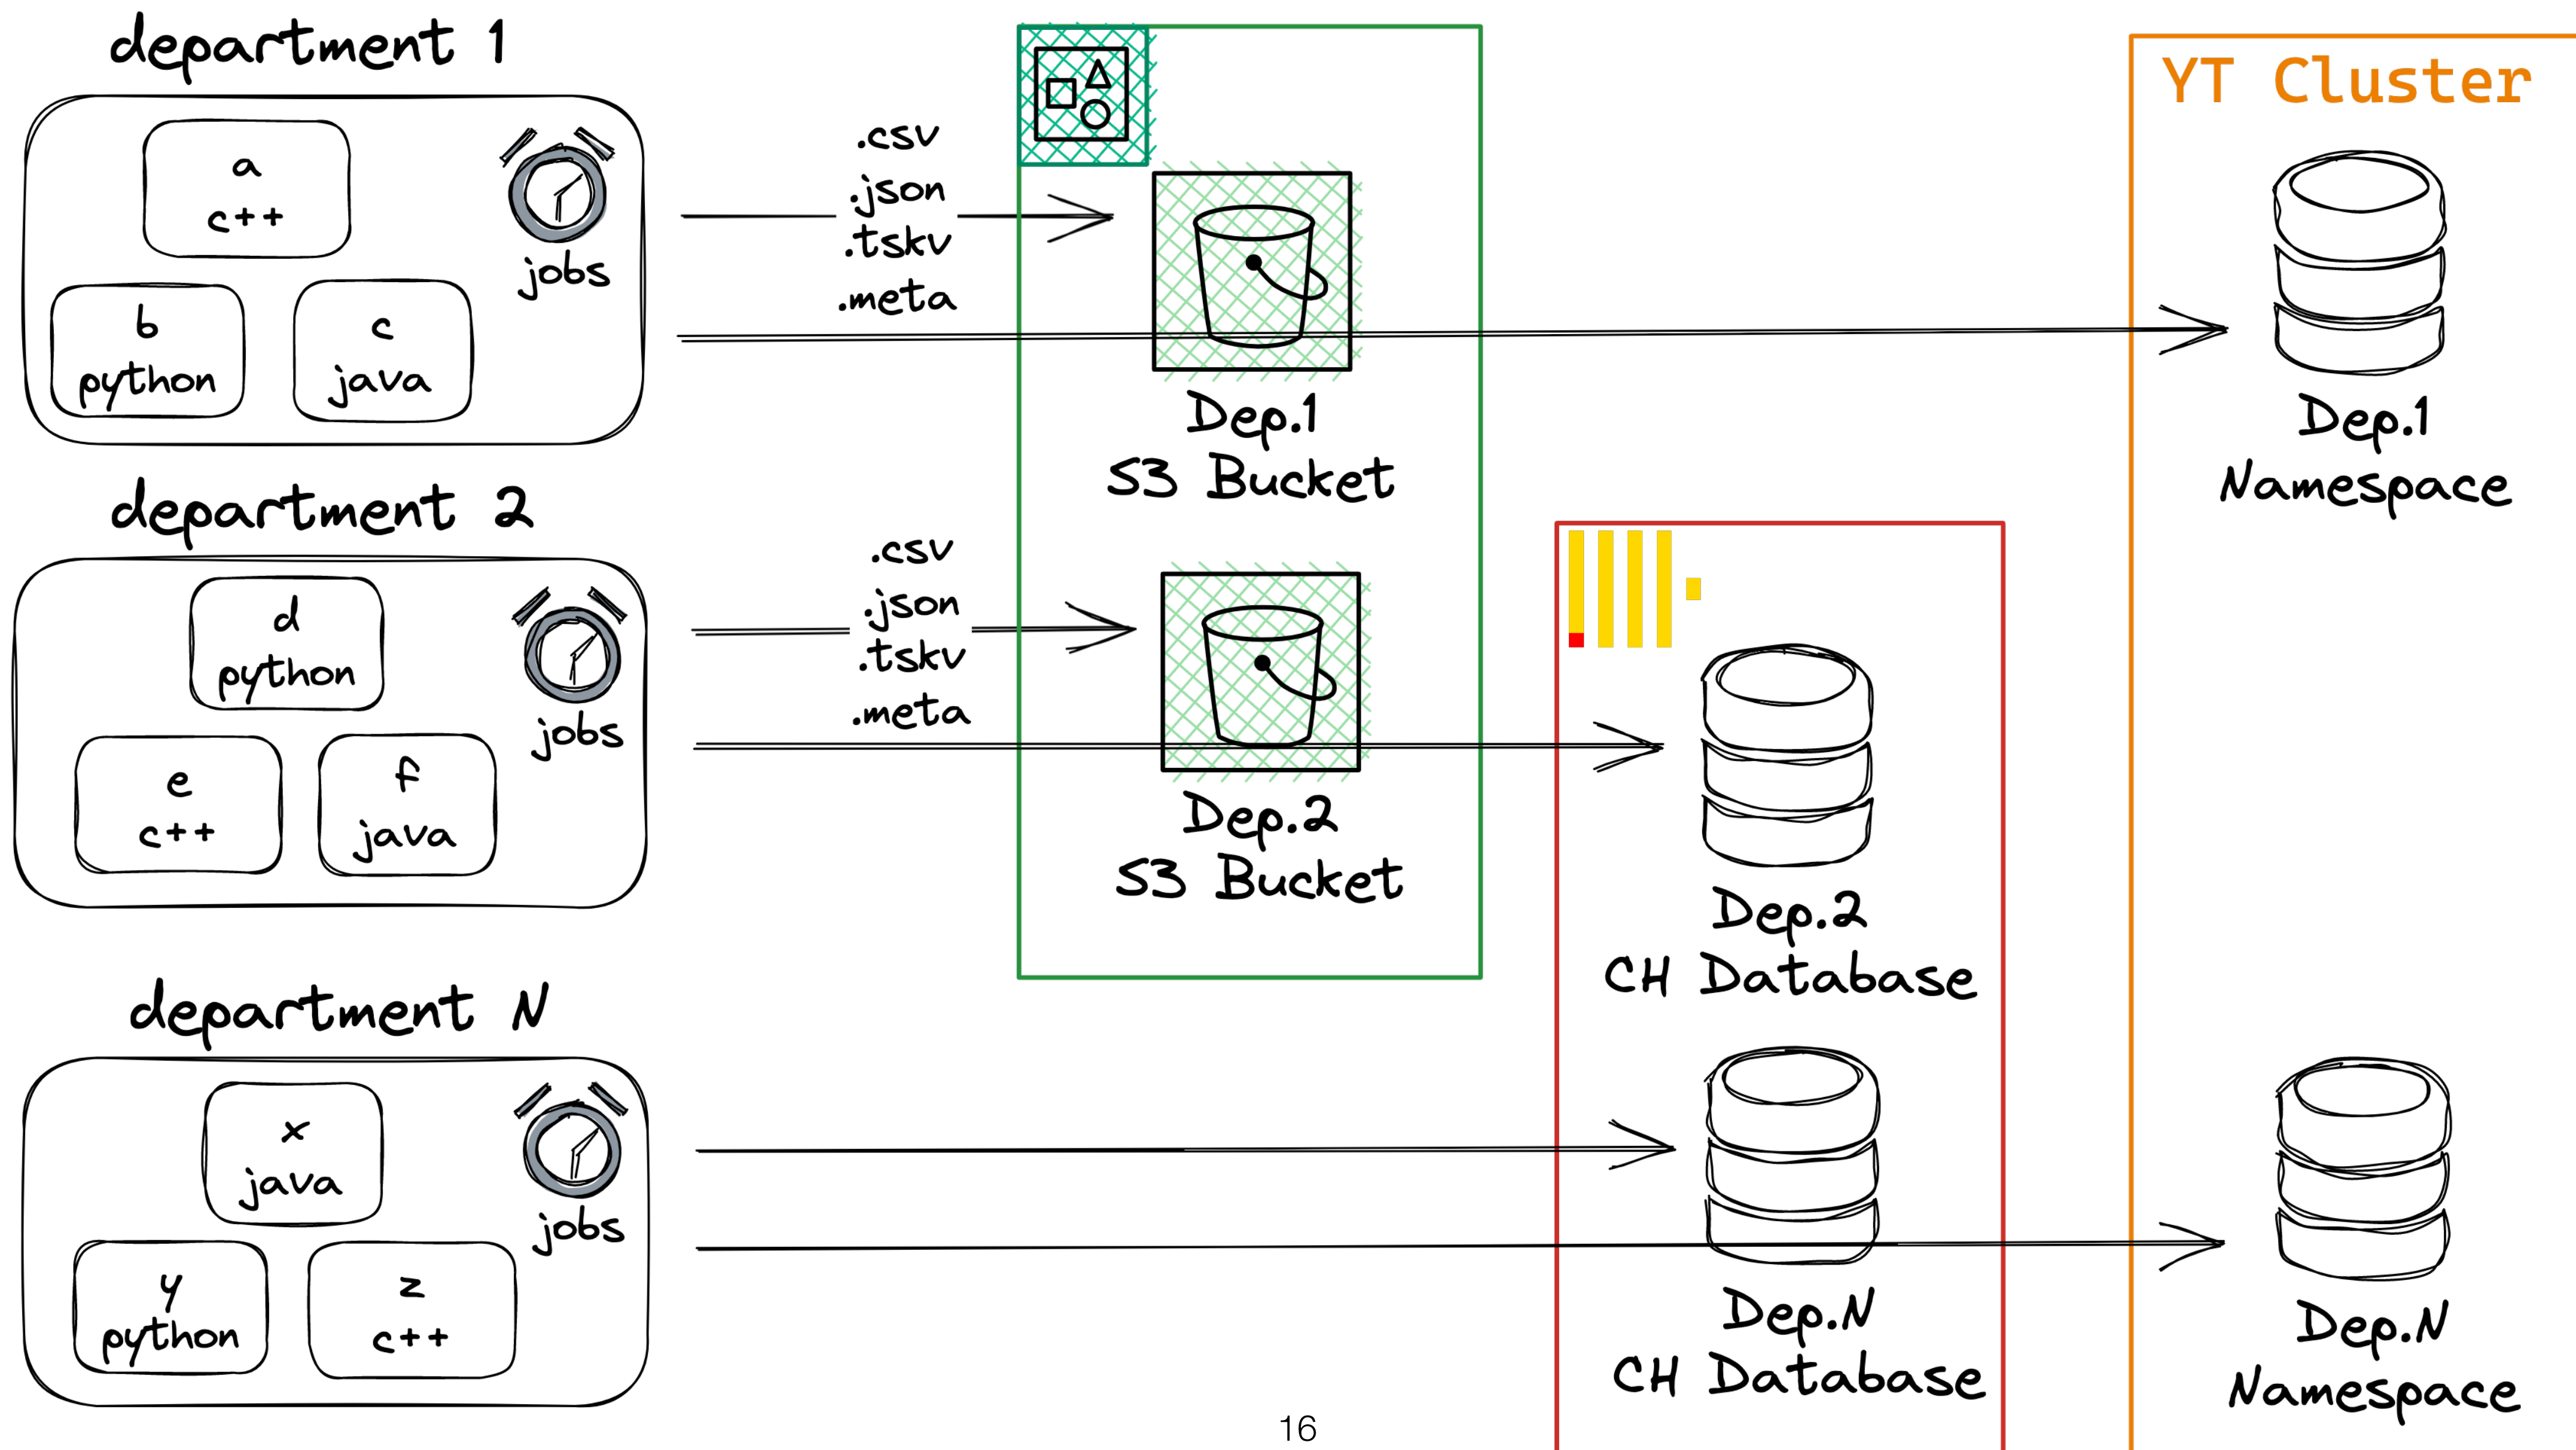 department 1
a
c++
b
python
c
java
jobs
.csv
.json
.tskv
.meta
Dep.1
S3 Bucket
YT Cluster
Dep.1
Namespace
department 2
d
python
e
c++
f
java
jobs
.csv
.json
.tskv
.meta
Dep.2
S3 Bucket
Dep.2
CH Database
department N
x
java
y
python
z
c++
jobs
Dep.N
CH Database
Dep.N
Namespace
16